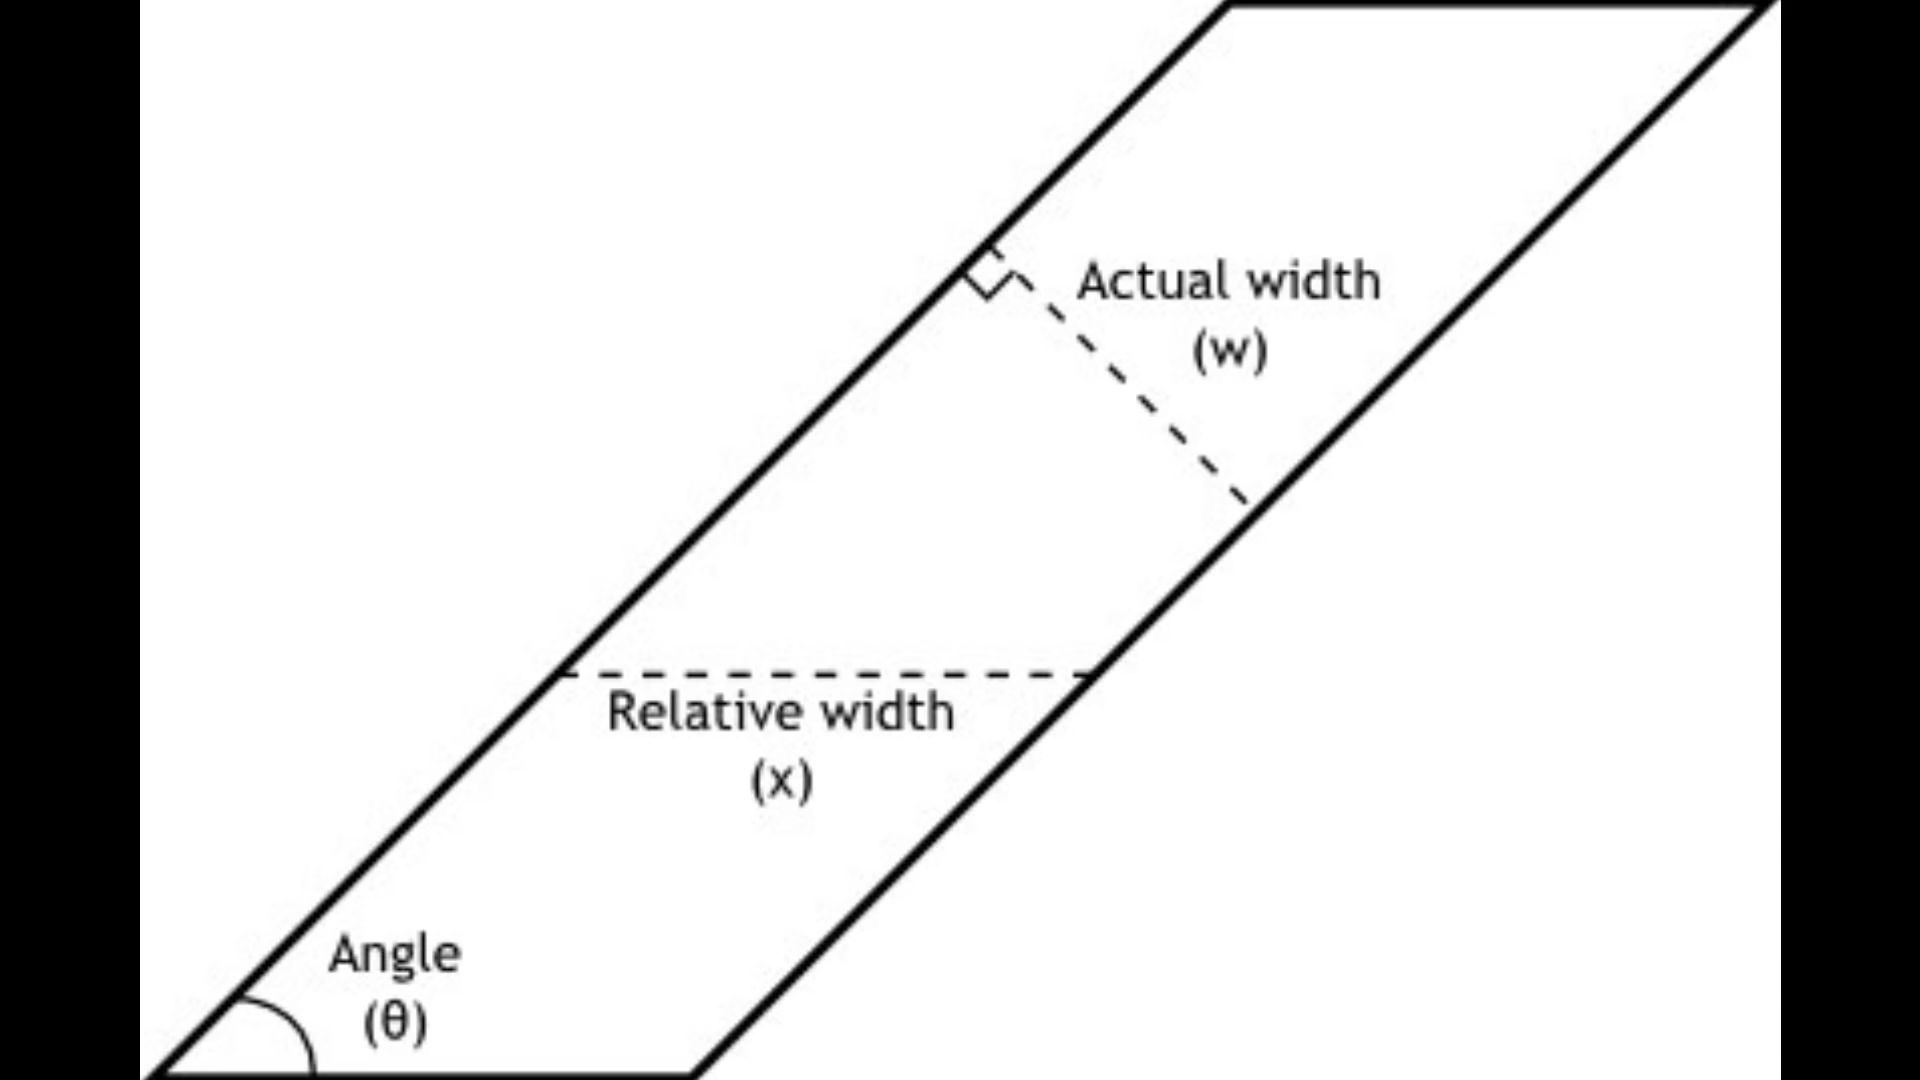 Actual width
(w)
Relative width
(x)
Angle
(θ)